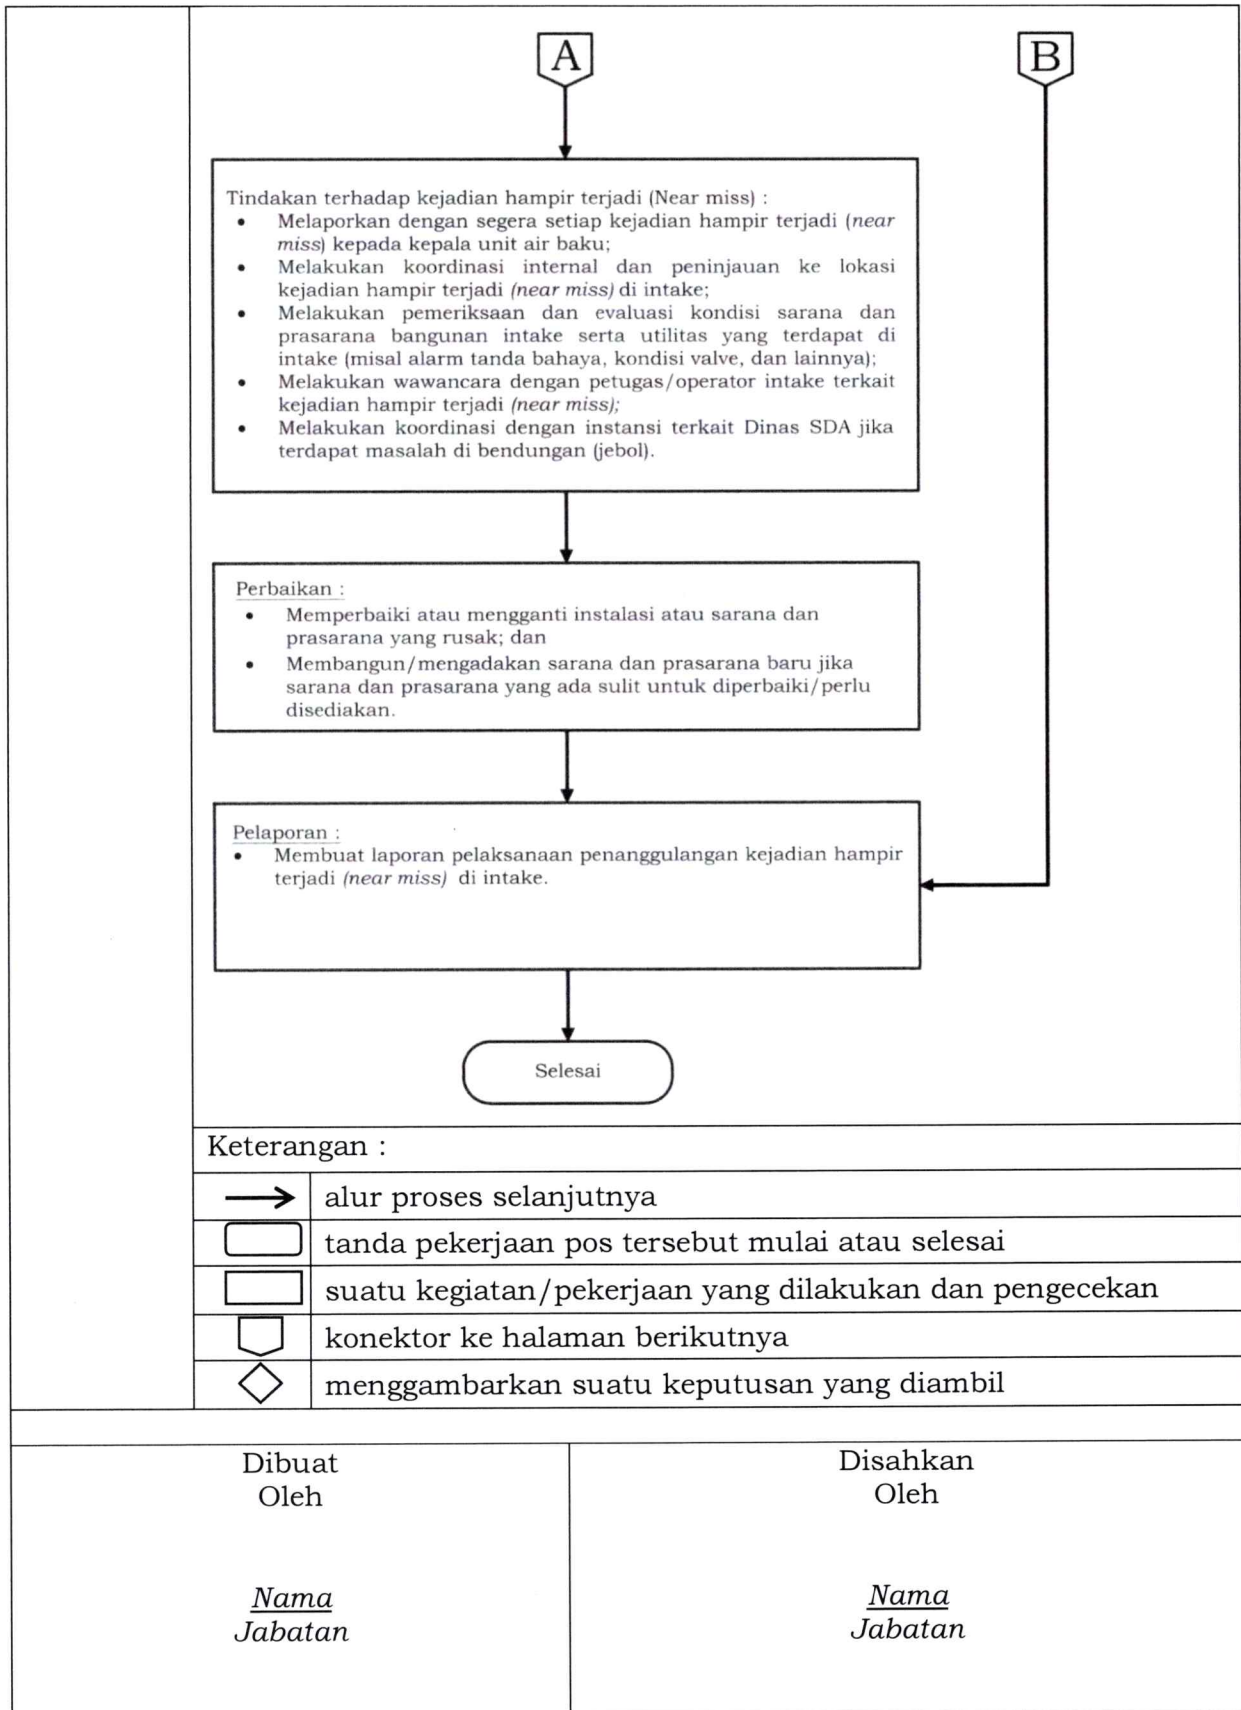 A
B
Tindakan terhadap kejadian hampir terjadi (Near miss) :
• Melaporkan dengan segera setiap kejadian hampir terjadi (near
miss) kepada kepala unit air baku;
• Melakukan koordinasi internal dan peninjauan ke lokasi
kejadian hampir terjadi (near miss) di intake;
• Melakukan pemeriksaan dan evaluasi kondisi sarana dan
prasarana bangunan intake serta utilitas yang terdapat di
intake (misal alarm tanda bahaya, kondisi valve, dan lainnya);
• Melakukan wawancara dengan petugas/operator intake terkait
kejadian hampir terjadi (near miss);
• Melakukan koordinasi dengan instansi terkait Dinas SDA jika
terdapat masalah di bendungan (jebol).
Perbaikan :
• Memperbaiki atau mengganti instalasi atau sarana dan
prasarana yang rusak; dan
• Membangun/mengadakan sarana dan prasarana baru jika
sarana dan prasarana yang ada sulit untuk diperbaiki/perlu
disediakan.
Pelaporan :
• Membuat laporan pelaksanaan penanggulangan kejadian hampir
terjadi (near miss) di intake.
Selesai
Keterangan :
alur proses selanjutnya
tanda pekerjaan pos tersebut mulai atau selesai
suatu kegiatan/pekerjaan yang dilakukan dan pengecekan
konektor ke halaman berikutnya
menggambarkan suatu keputusan yang diambil
Dibuat
Oleh
Nama
Jabatan
Disahkan
Oleh
Nama
Jabatan